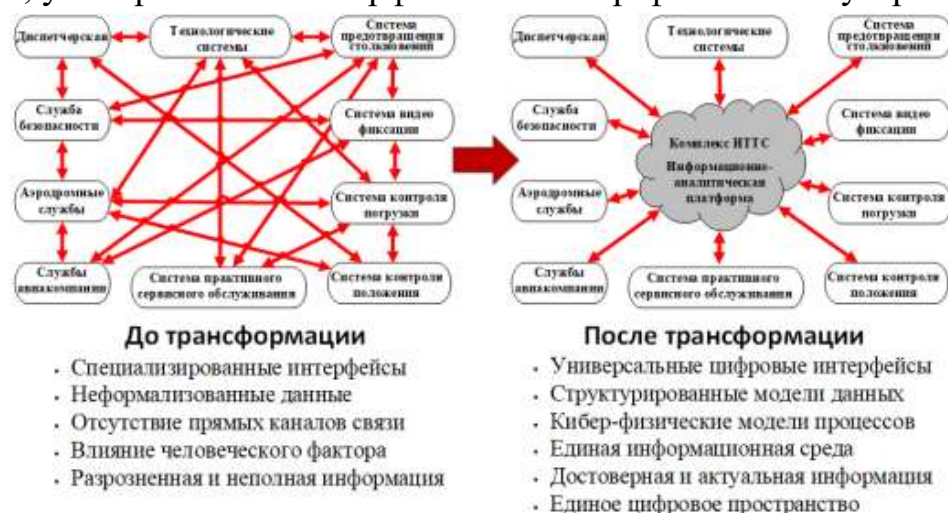 Диспетчерская
Технологические
системы
Система
предотвращения
столкновений
Служба
безопасности
Система видео
фиксации
Аэродромные
службы
Система контроля
погрузки
Службы
авиакомпании
Система практивного
сервисного обслуживания
Система контроля
положения
Диспетчерская
Технологические
системы
Система
предотвращения
столкновений
Служба
безопасности
Комплекс НТТС
Информационно-
аналитическая
платформа
Система видео
фиксации
Аэродромные
службы
Система контроля
погрузки
Службы
авиакомпании
Система практивного
сервисного обслуживания
Система контроля
положения
До трансформации
• Специализированные интерфейсы
• Неформализованные данные
• Отсутствие прямых каналов связи
• Влияние человеческого фактора
• Разрозненная и неполная информация
После трансформации
• Универсальные цифровые интерфейсы
• Структурированные модели данных
• Кибер-физические модели процессов
• Единая информационная среда
• Достоверная и актуальная информация
• Единое цифровое пространство